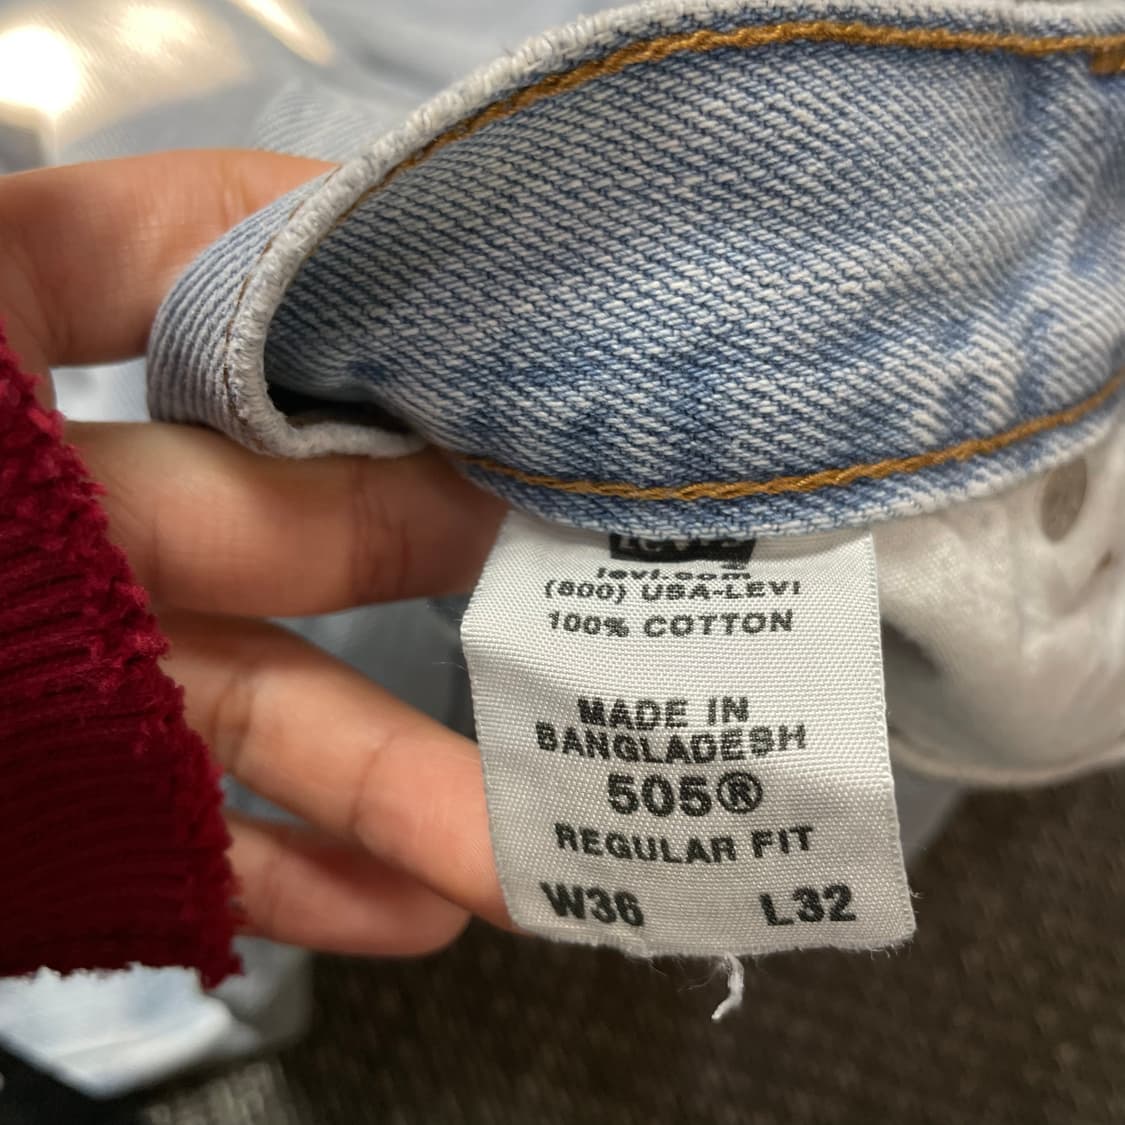 levi.com
(800) USA-LEVI
100% COTTON
MADE IN
BANGLADESH
505®
REGULAR FIT
W36 L32